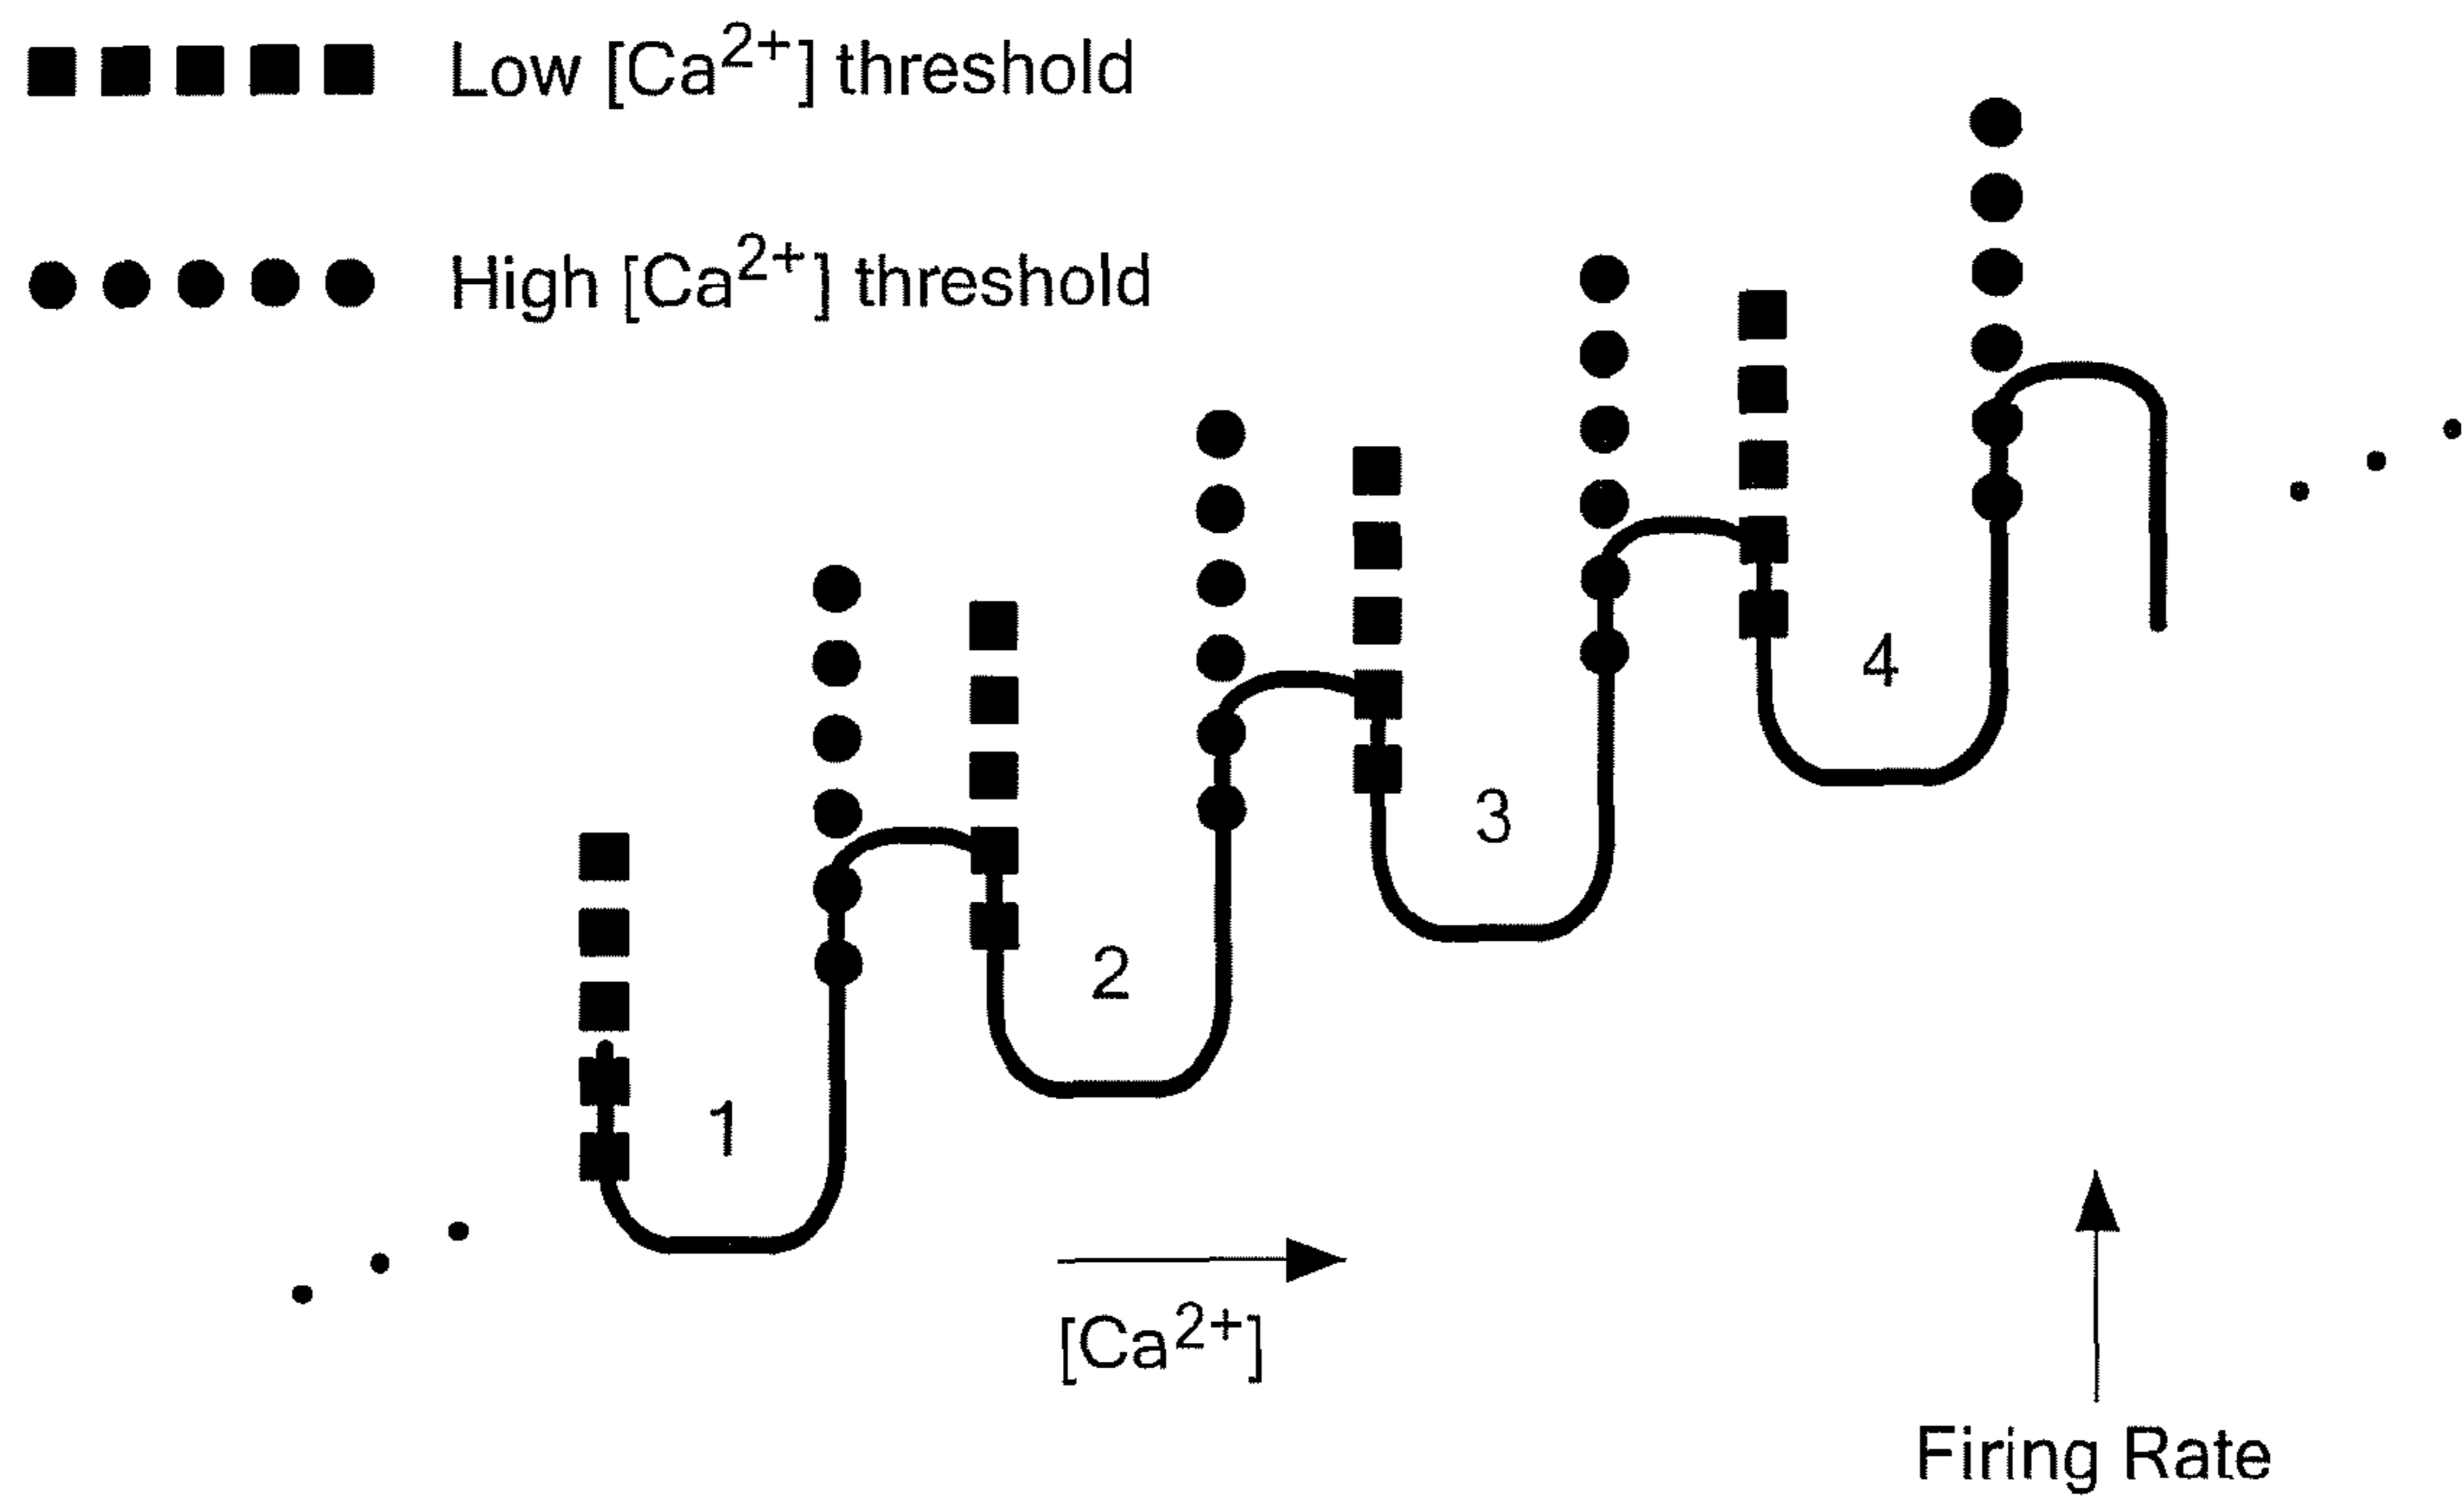 Low [Ca2+] threshold
High [Ca2+] threshold
4
3
2
1
[Ca2+]
Firing Rate